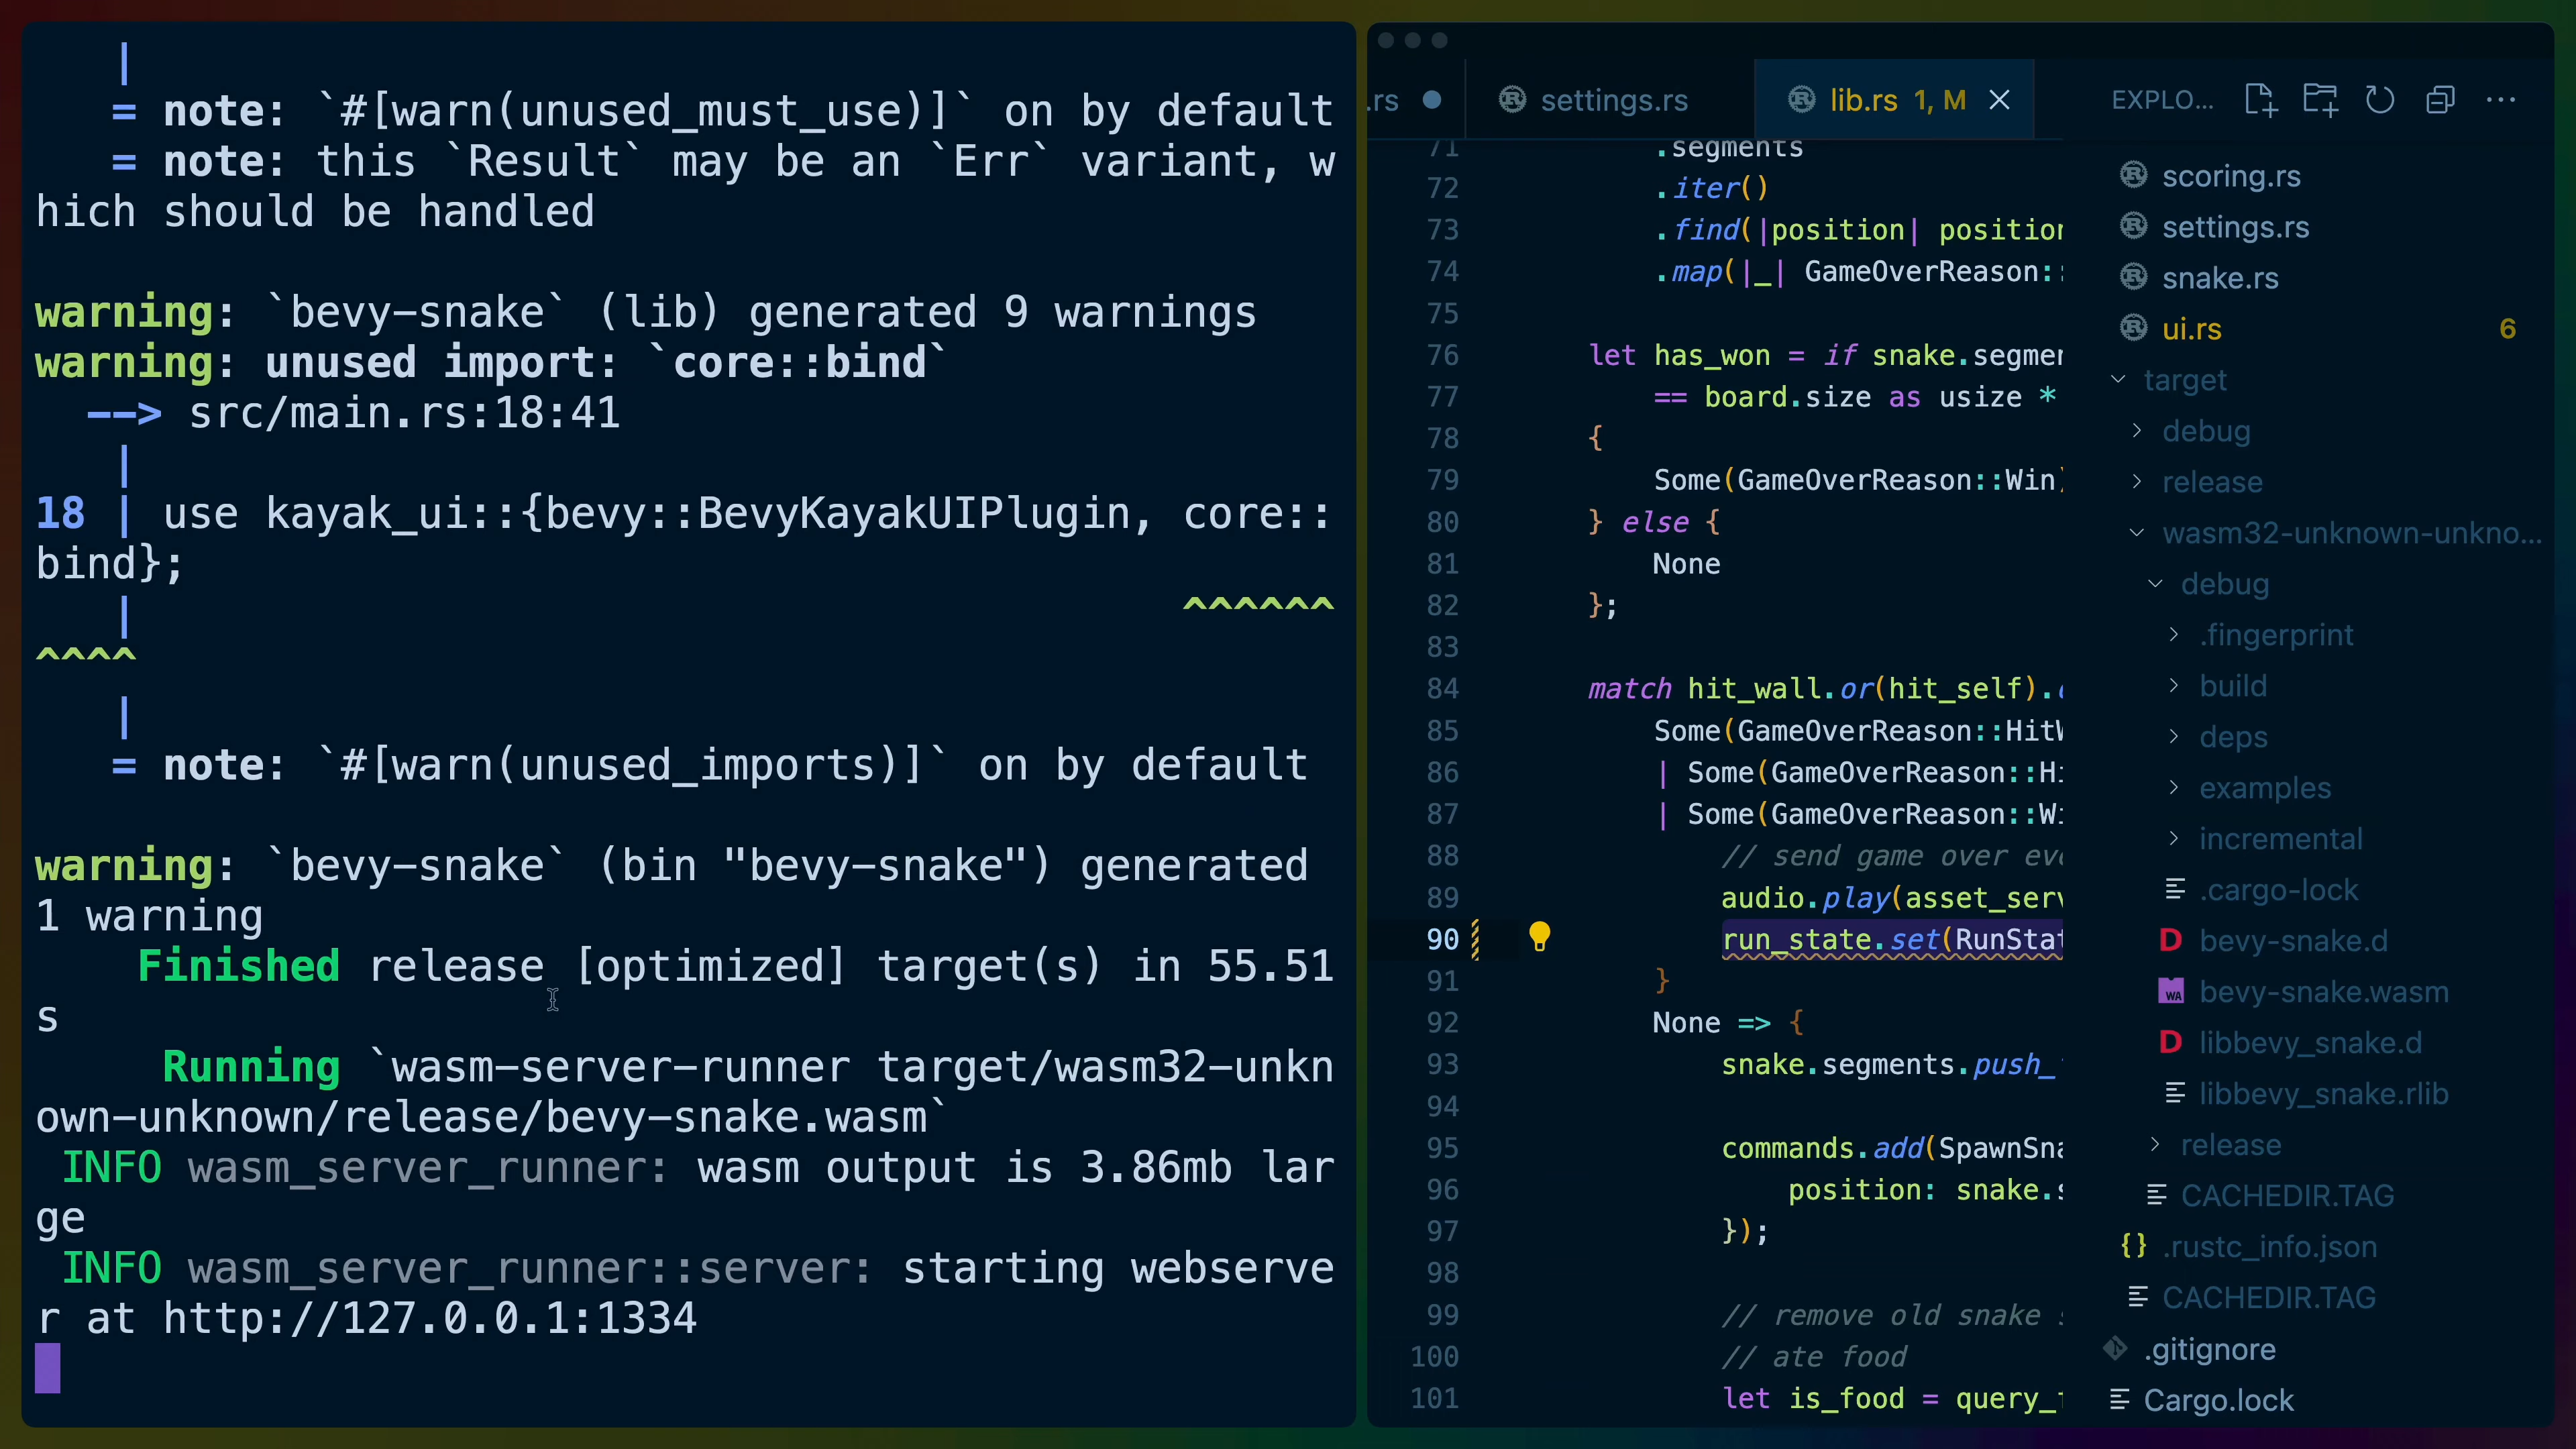 |
= note: `#[warn(unused_must_use)]` on by default
= note: this `Result` may be an `Err` variant, w
hich should be handled
warning: `bevy-snake` (lib) generated 9 warnings
warning: unused import: `core::bind`
--> src/main.rs:18:41
|
18 | use kayak_ui::{bevy::BevyKayakUIPlugin, core::
bind};
| ^^^^^^
^^^^
|
= note: `#[warn(unused_imports)]` on by default
warning: `bevy-snake` (bin "bevy-snake") generated
1 warning
Finished release [optimized] target(s) in 55.51
s
Running `wasm-server-runner target/wasm32-unkn
own-unknown/release/bevy-snake.wasm`
INFO wasm_server_runner: wasm output is 3.86mb lar
ge
INFO wasm_server_runner::server: starting webserve
r at http://127.0.0.1:1334
.rs settings.rs lib.rs 1, M
71 .segments
72 .iter()
73 .find(|position| position
74 .map(|_| GameOverReason::
75
76 let has_won = if snake.segmen
77 == board.size as usize *
78 {
79 Some(GameOverReason::Win)
80 } else {
81 None
82 };
83
84 match hit_wall.or(hit_self).
85 Some(GameOverReason::HitW
86 | Some(GameOverReason::Hi
87 | Some(GameOverReason::Wi
88 // send game over eve
89 audio.play(asset_serv
90 run_state.set(RunStat
91 }
92 None => {
93 snake.segments.push_
94
95 commands.add(SpawnSna
96 position: snake.s
97 });
98
99 // remove old snake s
100 // ate food
101 let is_food = query_f
EXPLO...
scoring.rs
settings.rs
snake.rs
ui.rs 6
target
debug
release
wasm32-unknown-unkno...
debug
.fingerprint
build
deps
examples
incremental
.cargo-lock
bevy-snake.d
bevy-snake.wasm
libbevy_snake.d
libbevy_snake.rlib
release
CACHEDIR.TAG
.rustc_info.json
CACHEDIR.TAG
.gitignore
Cargo.lock